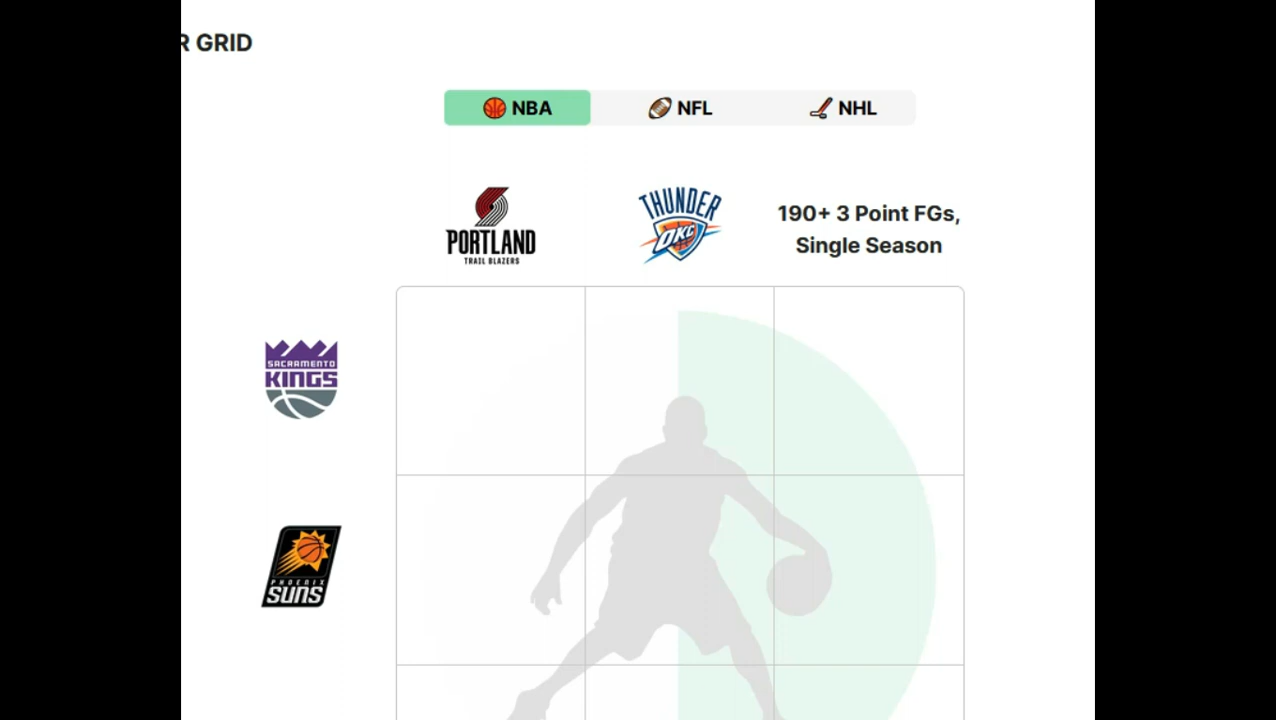 R GRID
NBA
NFL
NHL
PORTLAND
TRAIL BLAZERS
THUNDER
OKC
190+ 3 Point FGs,
Single Season
SACRAMENTO
KINGS
PHOENIX
SUNS